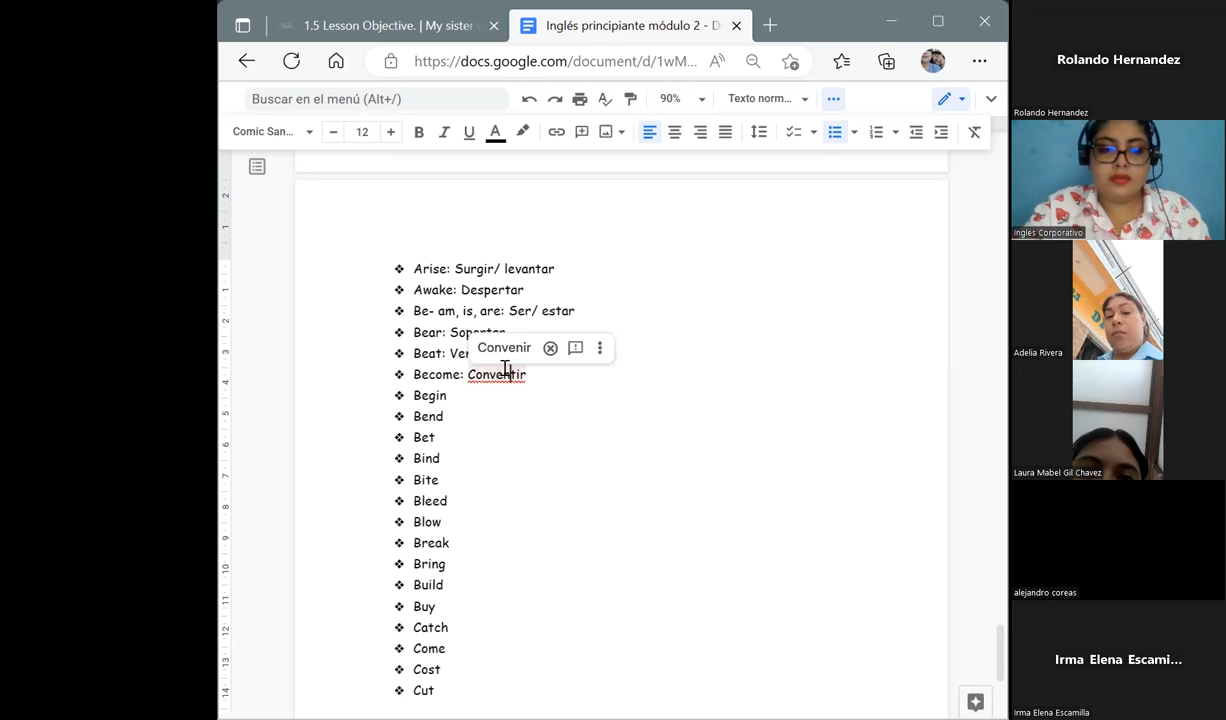 1.5 Lesson Objective. | My sister
Inglés principiante módulo 2 - D
https://docs.google.com/document/d/1wM...
Buscar en el menú (Alt+/)
90%
Texto norm...
Comic San...
12
Arise: Surgir/ levantar
Awake: Despertar
Be- am, is, are: Ser/ estar
Bear: Soportar
Beat: Ven
Convenir
Become: Conventir
Begin
Bend
Bet
Bind
Bite
Bleed
Blow
Break
Bring
Build
Buy
Catch
Come
Cost
Cut
Rolando Hernandez
Rolando Hernandez
Inglés Corporativo
Adelia Rivera
Laura Mabel Gil Chavez
alejandro coreas
Irma Elena Escami...
Irma Elena Escamilla